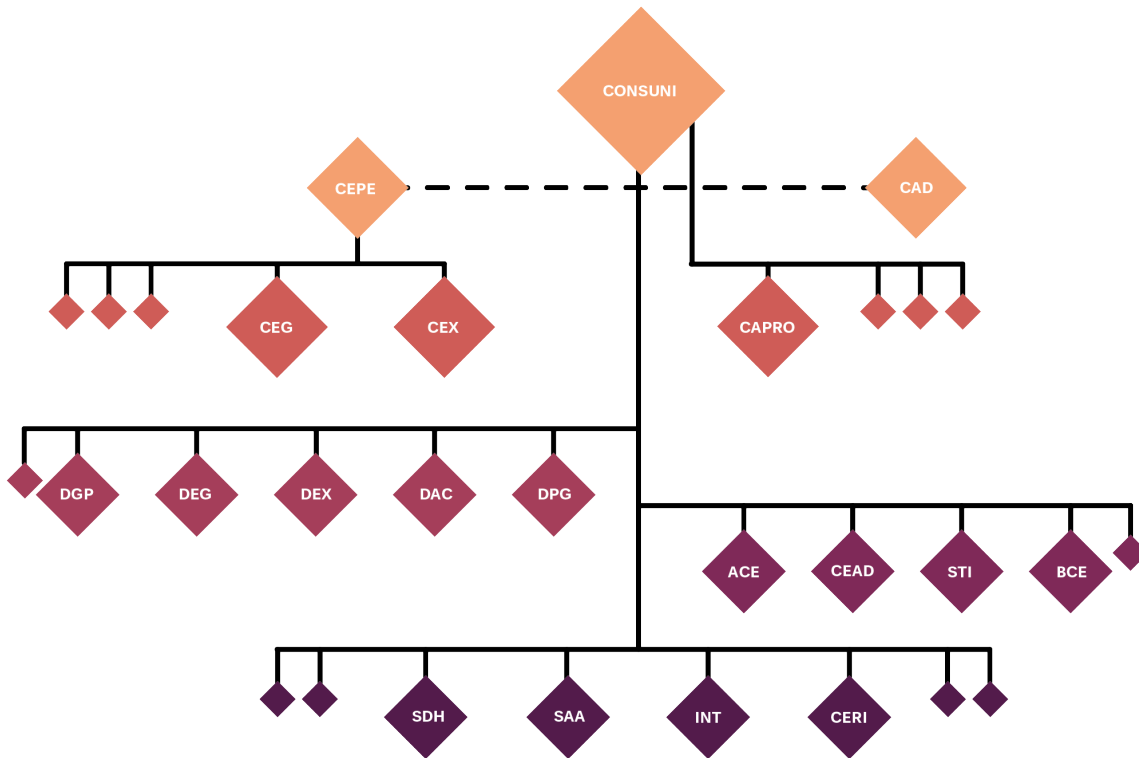 CONSUNI
CEPE
CAD
CEG
CEX
CAPRO
DGP
DEG
DEX
DAC
DPG
ACE
CEAD
STI
BCE
SDH
SAA
INT
CERI